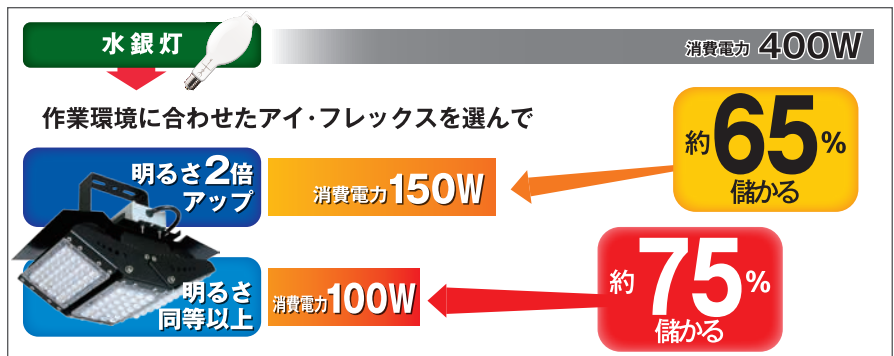 水銀灯
消費電力 400W
作業環境に合わせたアイ・フレックスを選んで
明るさ2倍
アップ
消費電力150W
約65%
儲かる
明るさ
同等以上
消費電力100W
約75%
儲かる